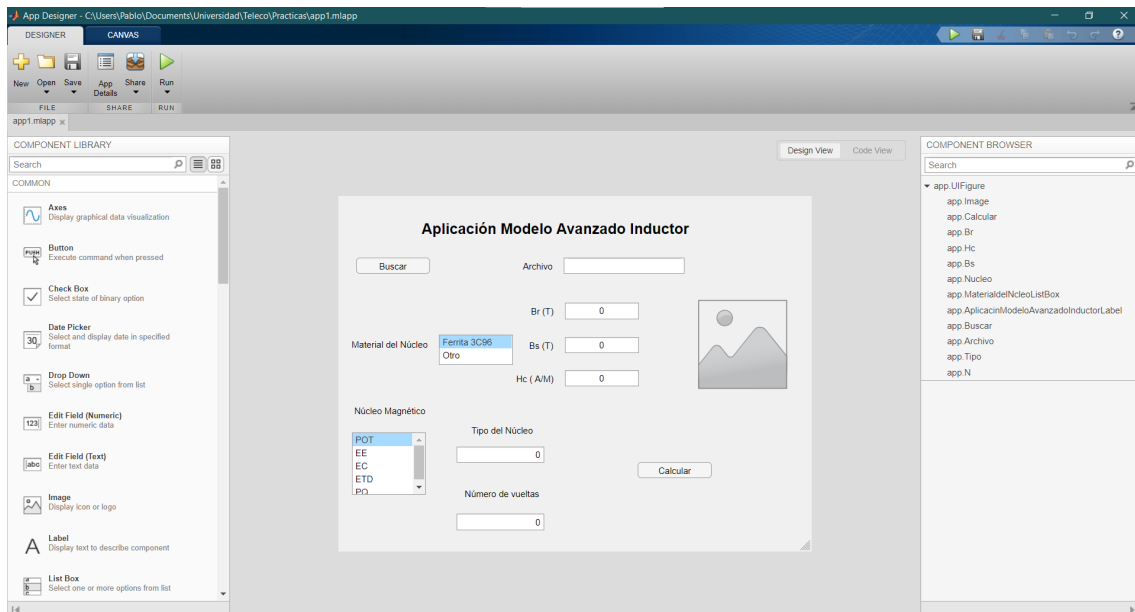 App Designer - C:\Users\Pablo\Documents\Universidad\Teleco\Practicas\app1.mlapp
DESIGNER CANVAS
New Open Save App Details Share Run
FILE SHARE RUN
app1.mlapp
COMPONENT LIBRARY
Search
COMMON
Axes
Display graphical data visualization
PUSH
Button
Execute command when pressed
Check Box
Select state of binary option
30
Date Picker
Select and display date in specified format
a
b
Drop Down
Select single option from list
123
Edit Field (Numeric)
Enter numeric data
abc
Edit Field (Text)
Enter text data
Image
Display icon or logo
A
Label
Display text to describe component
a
b
c
List Box
Select one or more options from list
Design View Code View
Aplicación Modelo Avanzado Inductor
Buscar Archivo
Br (T) 0
Material del Núcleo Ferrita 3C96
Otro
Bs (T) 0
Hc ( A/M) 0
Núcleo Magnético
POT
EE
EC
ETD
PQ
Tipo del Núcleo
0
Calcular
Número de vueltas
0
COMPONENT BROWSER
Search
app.UIFigure
app.Image
app.Calcular
app.Br
app.Hc
app.Bs
app.Nucleo
app.MaterialdelNcleoListBox
app.AplicacinModeloAvanzadoInductorLabel
app.Buscar
app.Archivo
app.Tipo
app.N